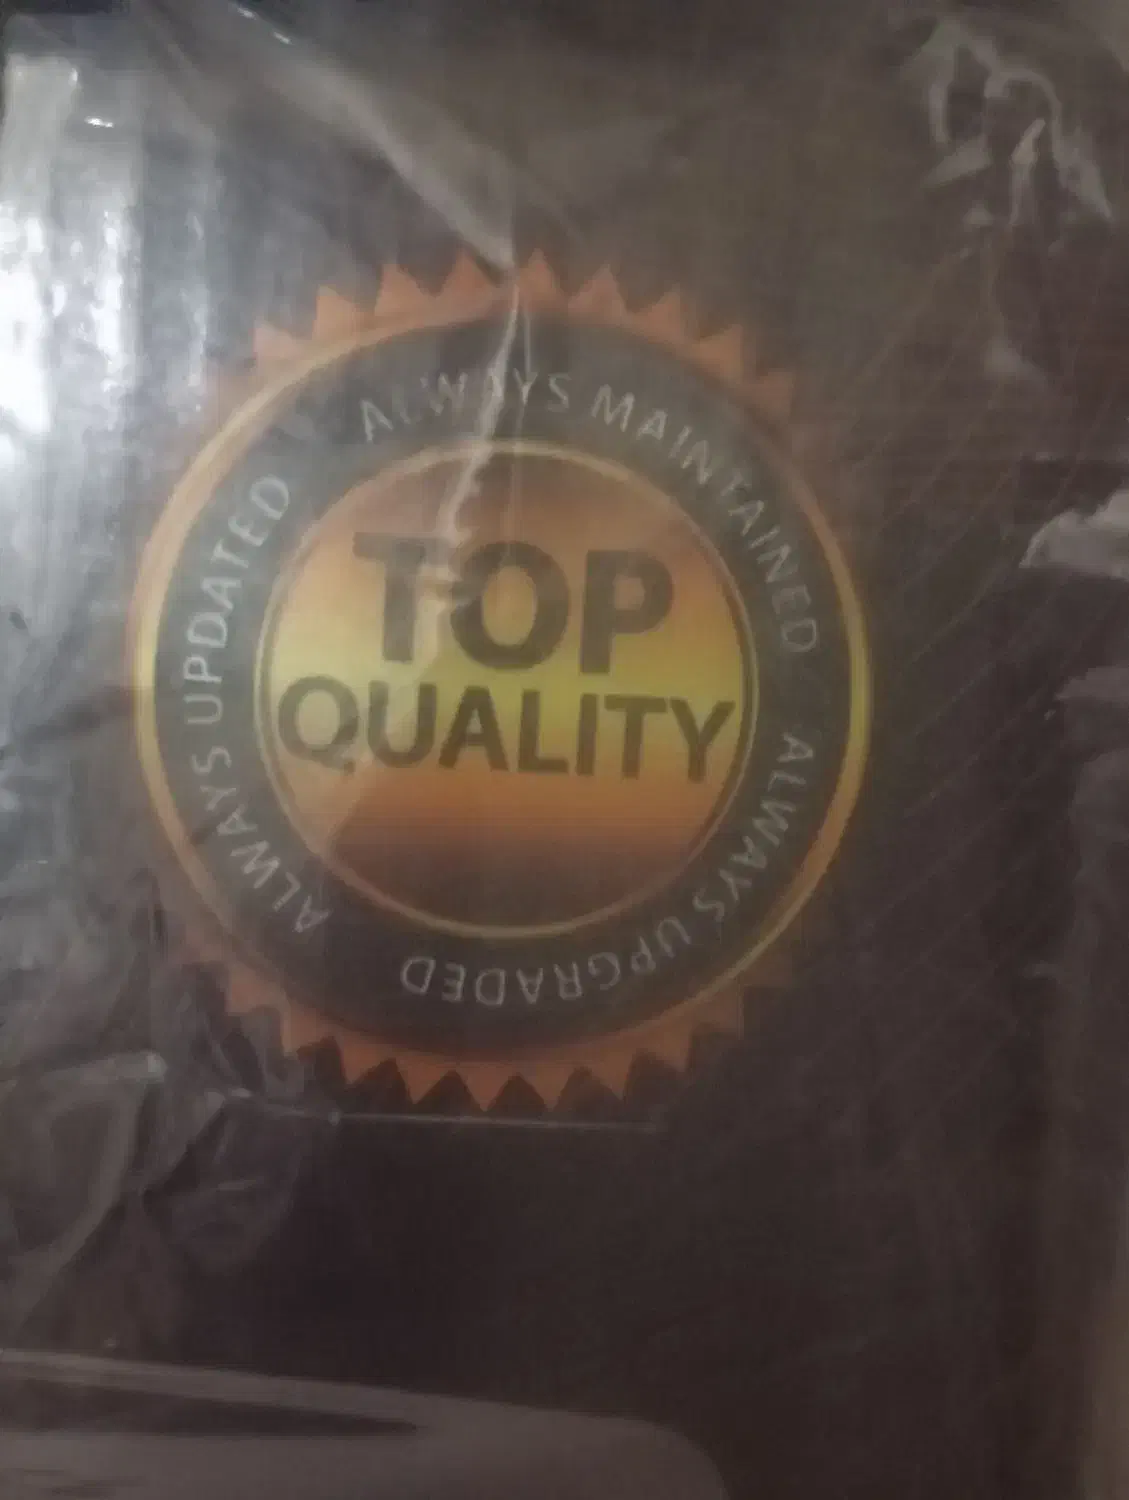 TOP
QUALITY
ALWAYS MAINTAINED
ALWAYS UPGRADED
ALWAYS UPDATED